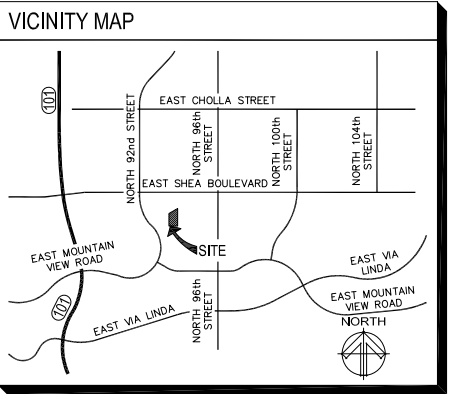 VICINITY MAP
101
EAST CHOLLA STREET
NORTH 92nd STREET
NORTH 96th
STREET
NORTH 100th
STREET
NORTH 104th
STREET
EAST SHEA BOULEVARD
SITE
EAST MOUNTAIN
VIEW ROAD
EAST VIA
LINDA
101
EAST VIA LINDA
NORTH 96th
STREET
EAST MOUNTAIN
VIEW ROAD
NORTH